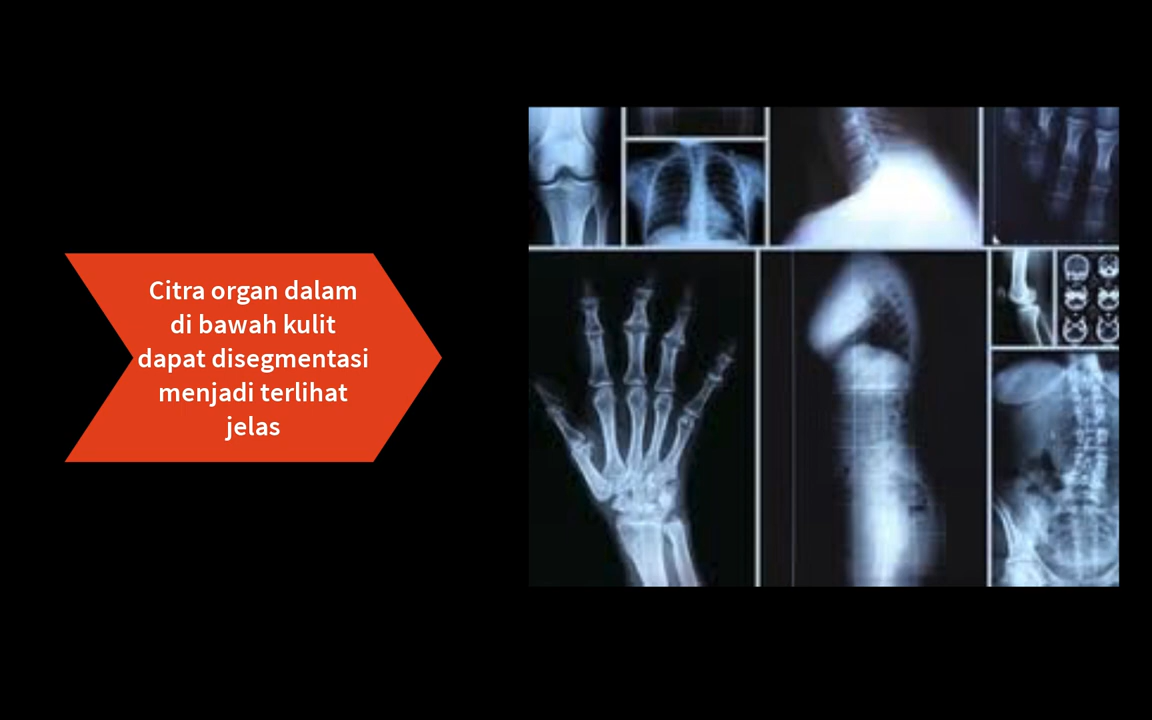 Citra organ dalam
di bawah kulit
dapat disegmentasi
menjadi terlihat
jelas